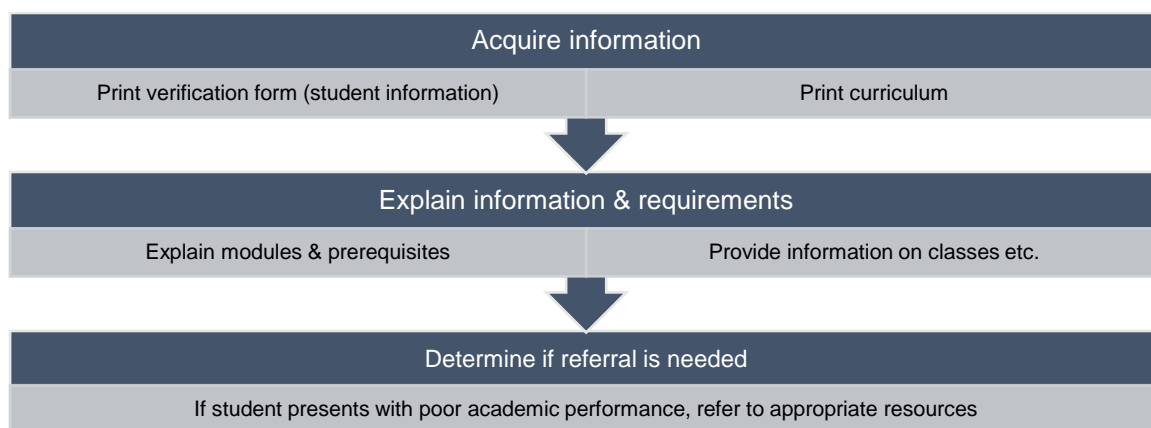 Acquire information
Print verification form (student information)
Print curriculum
Explain information & requirements
Explain modules & prerequisites
Provide information on classes etc.
Determine if referral is needed
If student presents with poor academic performance, refer to appropriate resources